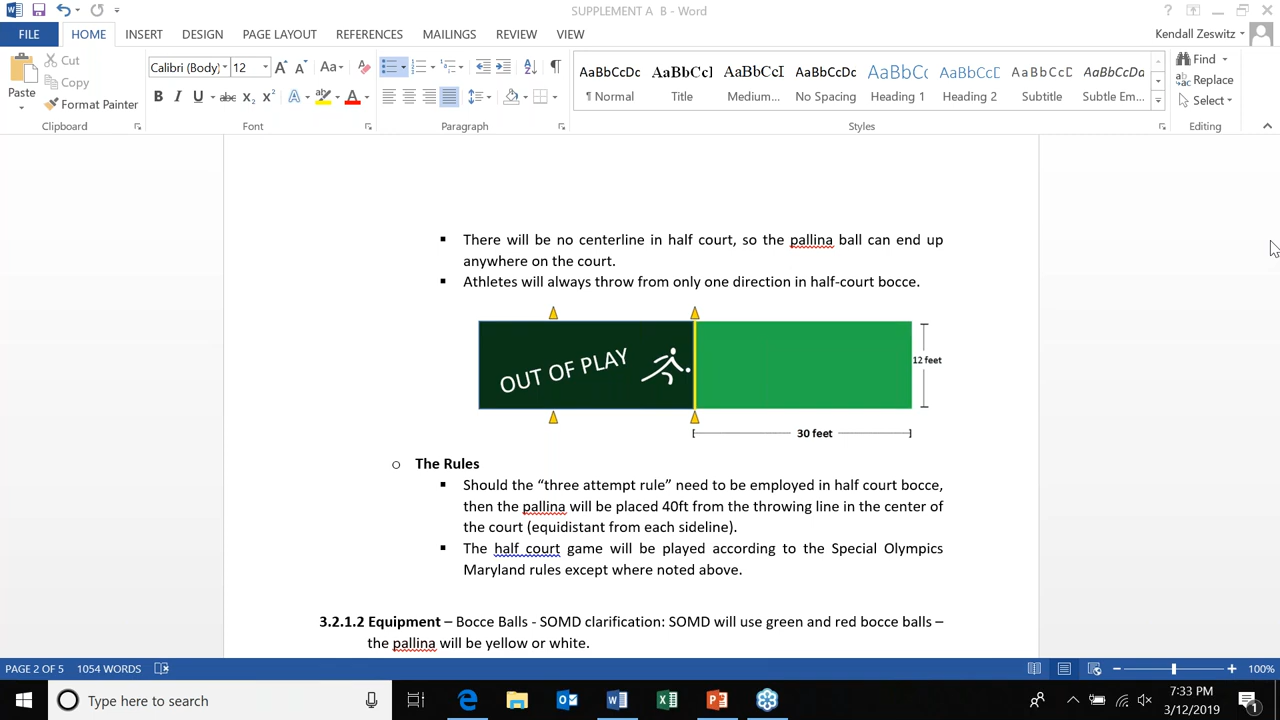 SUPPLEMENT A  B - Word
FILE HOME INSERT DESIGN PAGE LAYOUT REFERENCES MAILINGS REVIEW VIEW
Kendall Zeswitz
Paste
Cut
Copy
Format Painter
Clipboard
Calibri (Body) 12
Font
Paragraph
AaBbCcDc AaBbCcI AaBbCcI AaBbCcDc AaBbCcD AaBbCcD AaBbCcD AaBbCcDa
¶ Normal Title Medium... No Spacing Heading 1 Heading 2 Subtitle Subtle Em...
Styles
Find
Replace
Select
Editing
▪ There will be no centerline in half court, so the pallina ball can end up
anywhere on the court.
▪ Athletes will always throw from only one direction in half-court bocce.
OUT OF PLAY
12 feet
30 feet
o The Rules
▪ Should the “three attempt rule” need to be employed in half court bocce,
then the pallina will be placed 40ft from the throwing line in the center of
the court (equidistant from each sideline).
▪ The half court game will be played according to the Special Olympics
Maryland rules except where noted above.
3.2.1.2 Equipment – Bocce Balls - SOMD clarification: SOMD will use green and red bocce balls –
the pallina will be yellow or white.
PAGE 2 OF 5 1054 WORDS
100%
Type here to search
7:33 PM
3/12/2019
1